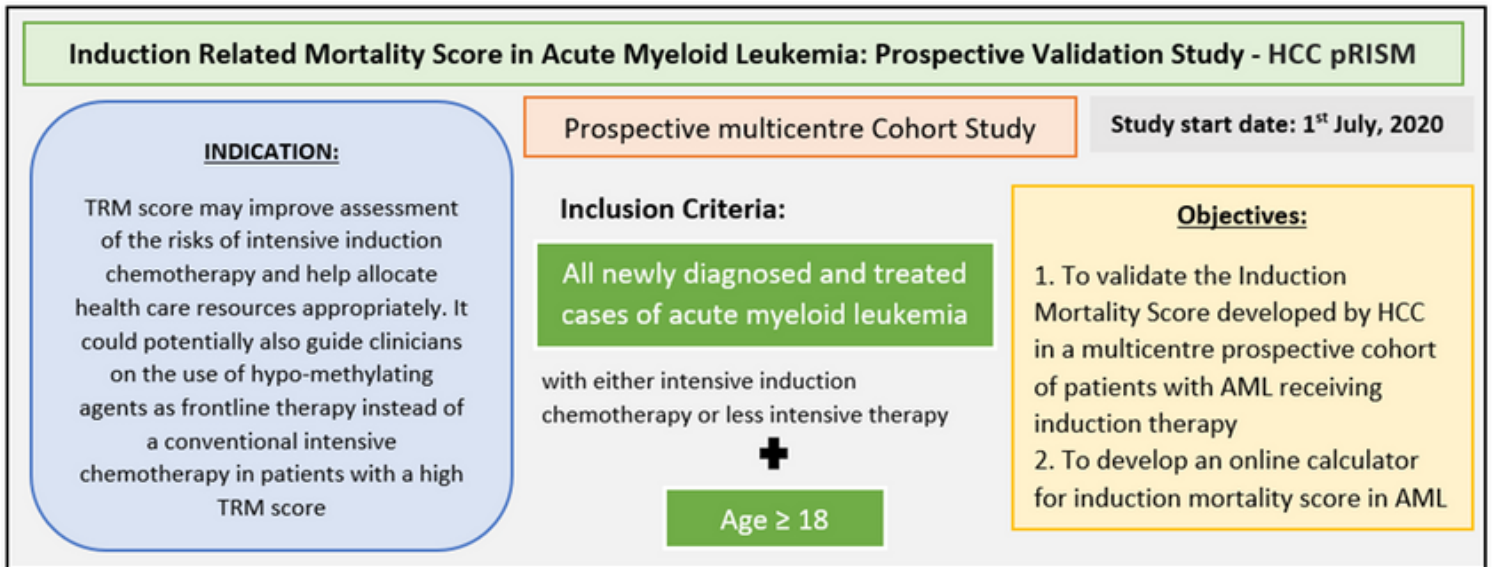 Induction Related Mortality Score in Acute Myeloid Leukemia: Prospective Validation Study - HCC pRISM
INDICATION:
TRM score may improve assessment
of the risks of intensive induction
chemotherapy and help allocate
health care resources appropriately. It
could potentially also guide clinicians
on the use of hypo-methylating
agents as frontline therapy instead of
a conventional intensive
chemotherapy in patients with a high
TRM score
Prospective multicentre Cohort Study
Study start date: 1st July, 2020
Inclusion Criteria:
All newly diagnosed and treated
cases of acute myeloid leukemia
with either intensive induction
chemotherapy or less intensive therapy
Age ≥ 18
Objectives:
1. To validate the Induction
Mortality Score developed by HCC
in a multicentre prospective cohort
of patients with AML receiving
induction therapy
2. To develop an online calculator
for induction mortality score in AML